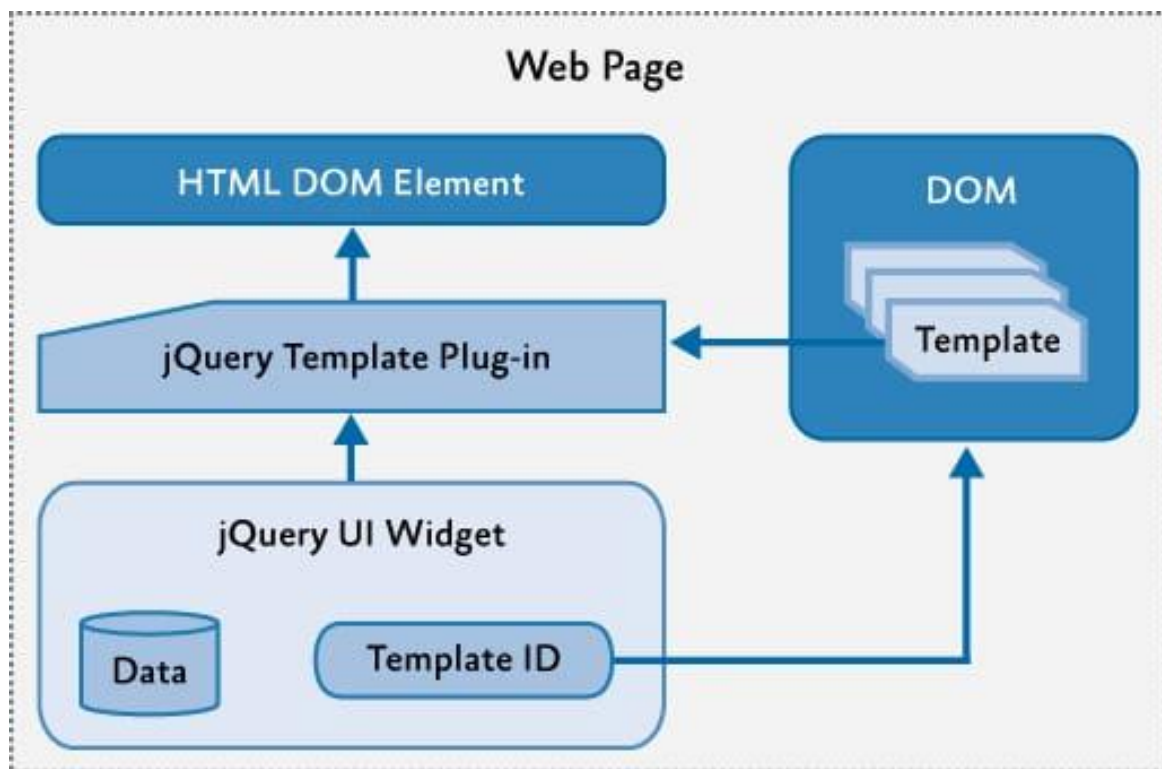 Web Page
HTML DOM Element
DOM
jQuery Template Plug-in
Template
jQuery UI Widget
Data
Template ID